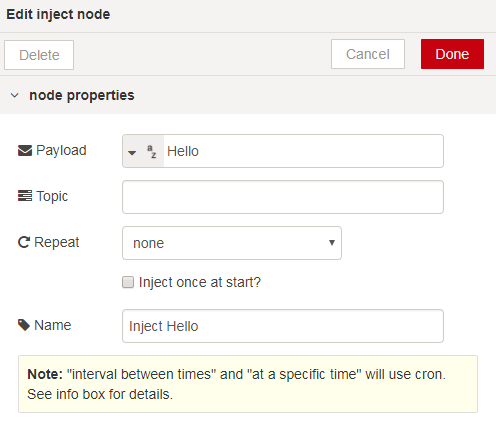 Edit inject node
Delete
Cancel
Done
node properties
Payload
a
z
Hello
Topic
Repeat
none
Inject once at start?
Name
Inject Hello
Note: "interval between times" and "at a specific time" will use cron.
See info box for details.